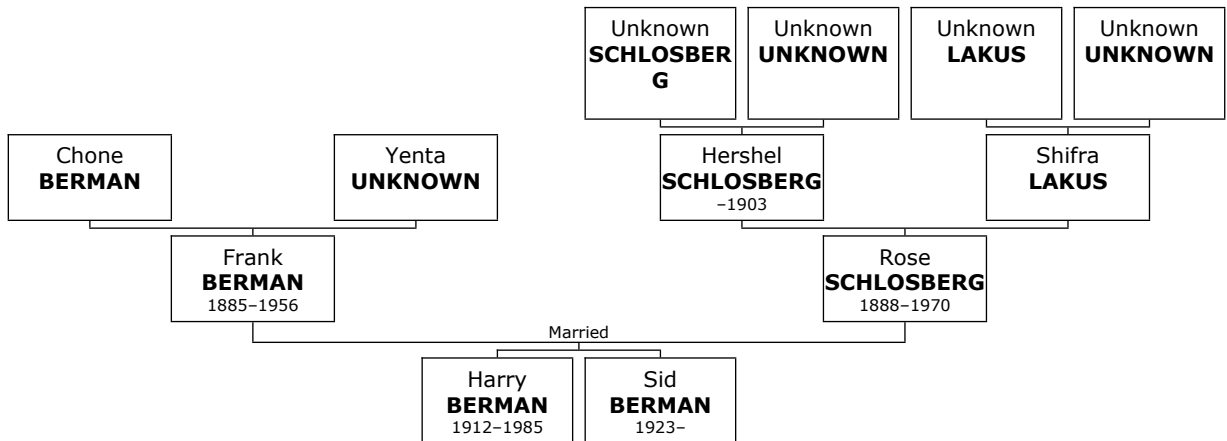 Unknown
SCHLOSBER
G
Unknown
UNKNOWN
Unknown
LAKUS
Unknown
UNKNOWN
Chone
BERMAN
Yenta
UNKNOWN
Hershel
SCHLOSBERG
–1903
Shifra
LAKUS
Frank
BERMAN
1885–1956
Rose
SCHLOSBERG
1888–1970
Married
Harry
BERMAN
1912–1985
Sid
BERMAN
1923–